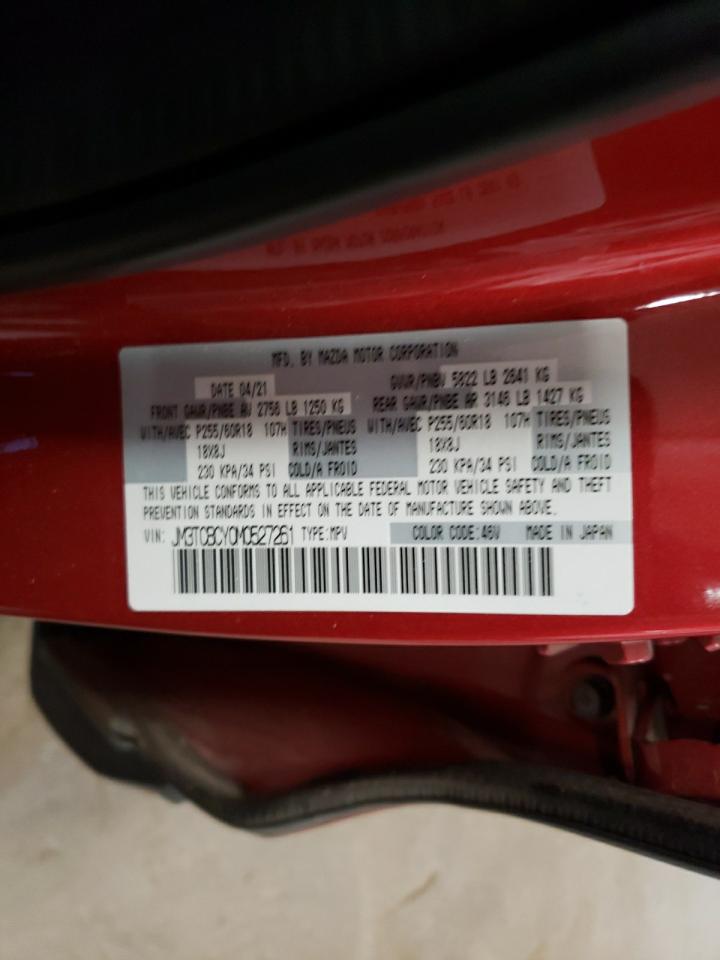 MFD. BY MAZDA MOTOR CORPORATION
DATE 04/21
GVWR/PNBV 5822 LB 2641 KG
FRONT GAWR/PNBE AV 2756 LB 1250 KG
REAR GAWR/PNBE AR 3146 LB 1427 KG
WITH/AVEC P255/60R18 107H TIRES/PNEUS
WITH/AVEC P255/60R18 107H TIRES/PNEUS
18X8J RIMS/JANTES
18X8J RIMS/JANTES
230 KPA/34 PSI COLD/A FROID
230 KPA/34 PSI COLD/A FROID
THIS VEHICLE CONFORMS TO ALL APPLICABLE FEDERAL MOTOR VEHICLE SAFETY AND THEFT
PREVENTION STANDARDS IN EFFECT ON THE DATE OF MANUFACTURE SHOWN ABOVE.
VIN: JM3TCBCY0M0527261 TYPE:MPV COLOR CODE:46V MADE IN JAPAN